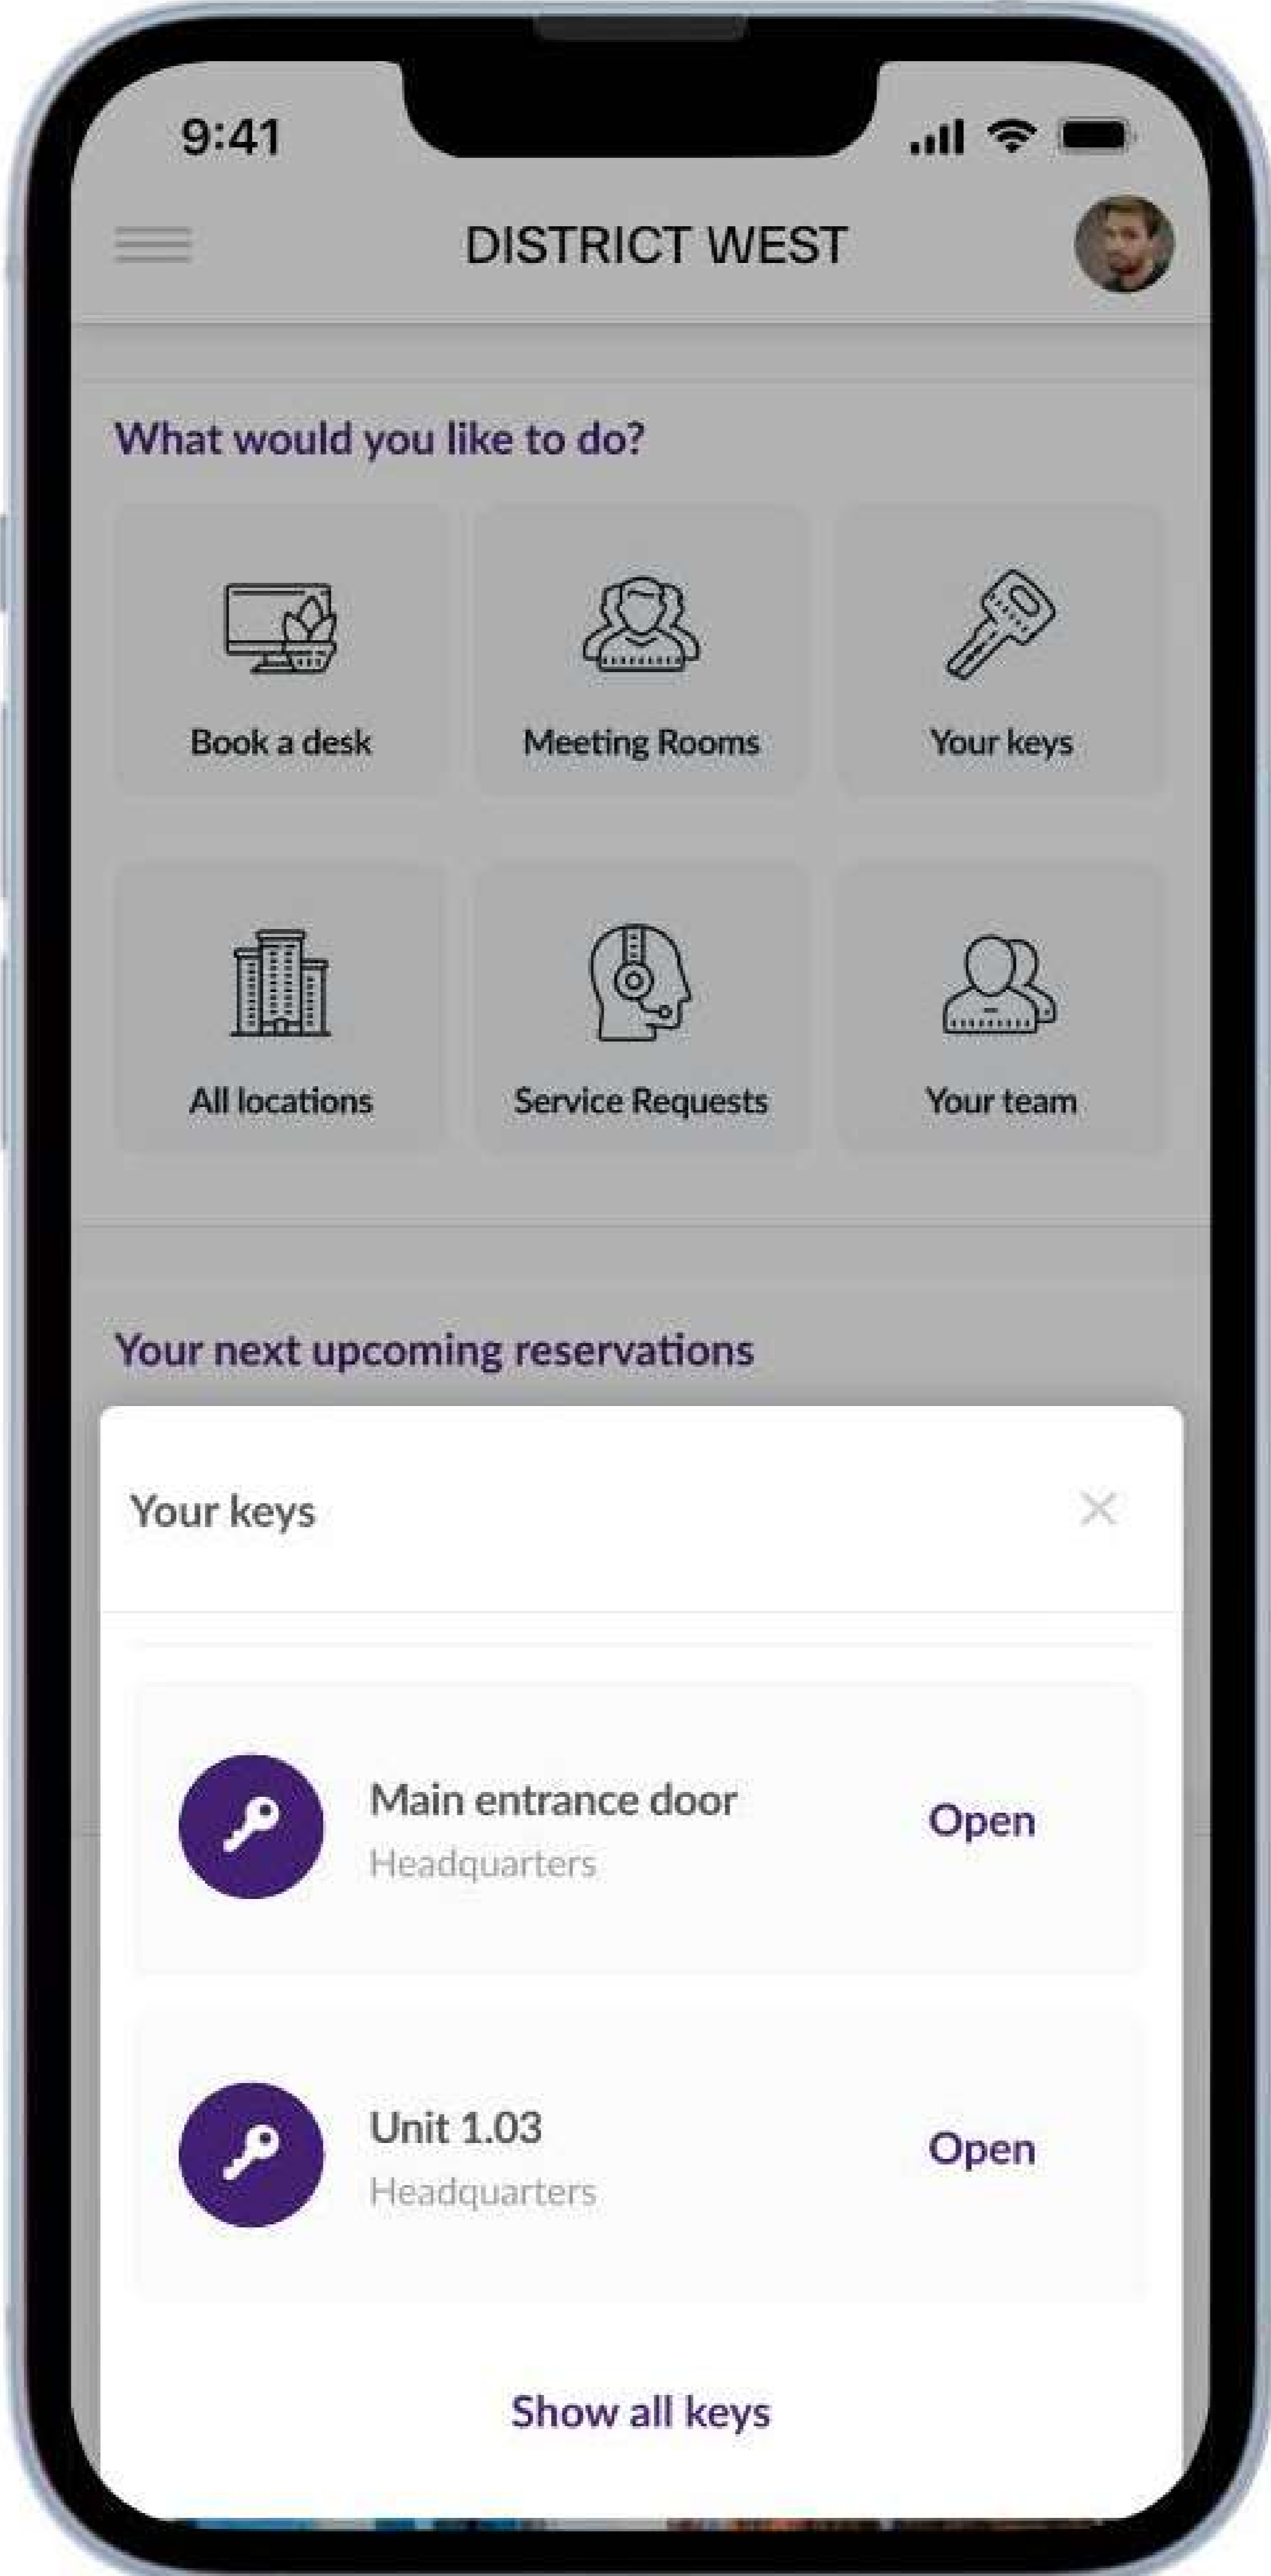 9:41
DISTRICT WEST
What would you like to do?
Book a desk
Meeting Rooms
Your keys
All locations
Service Requests
Your team
Your next upcoming reservations
Your keys
Main entrance door
Headquarters
Open
Unit 1.03
Headquarters
Open
Show all keys